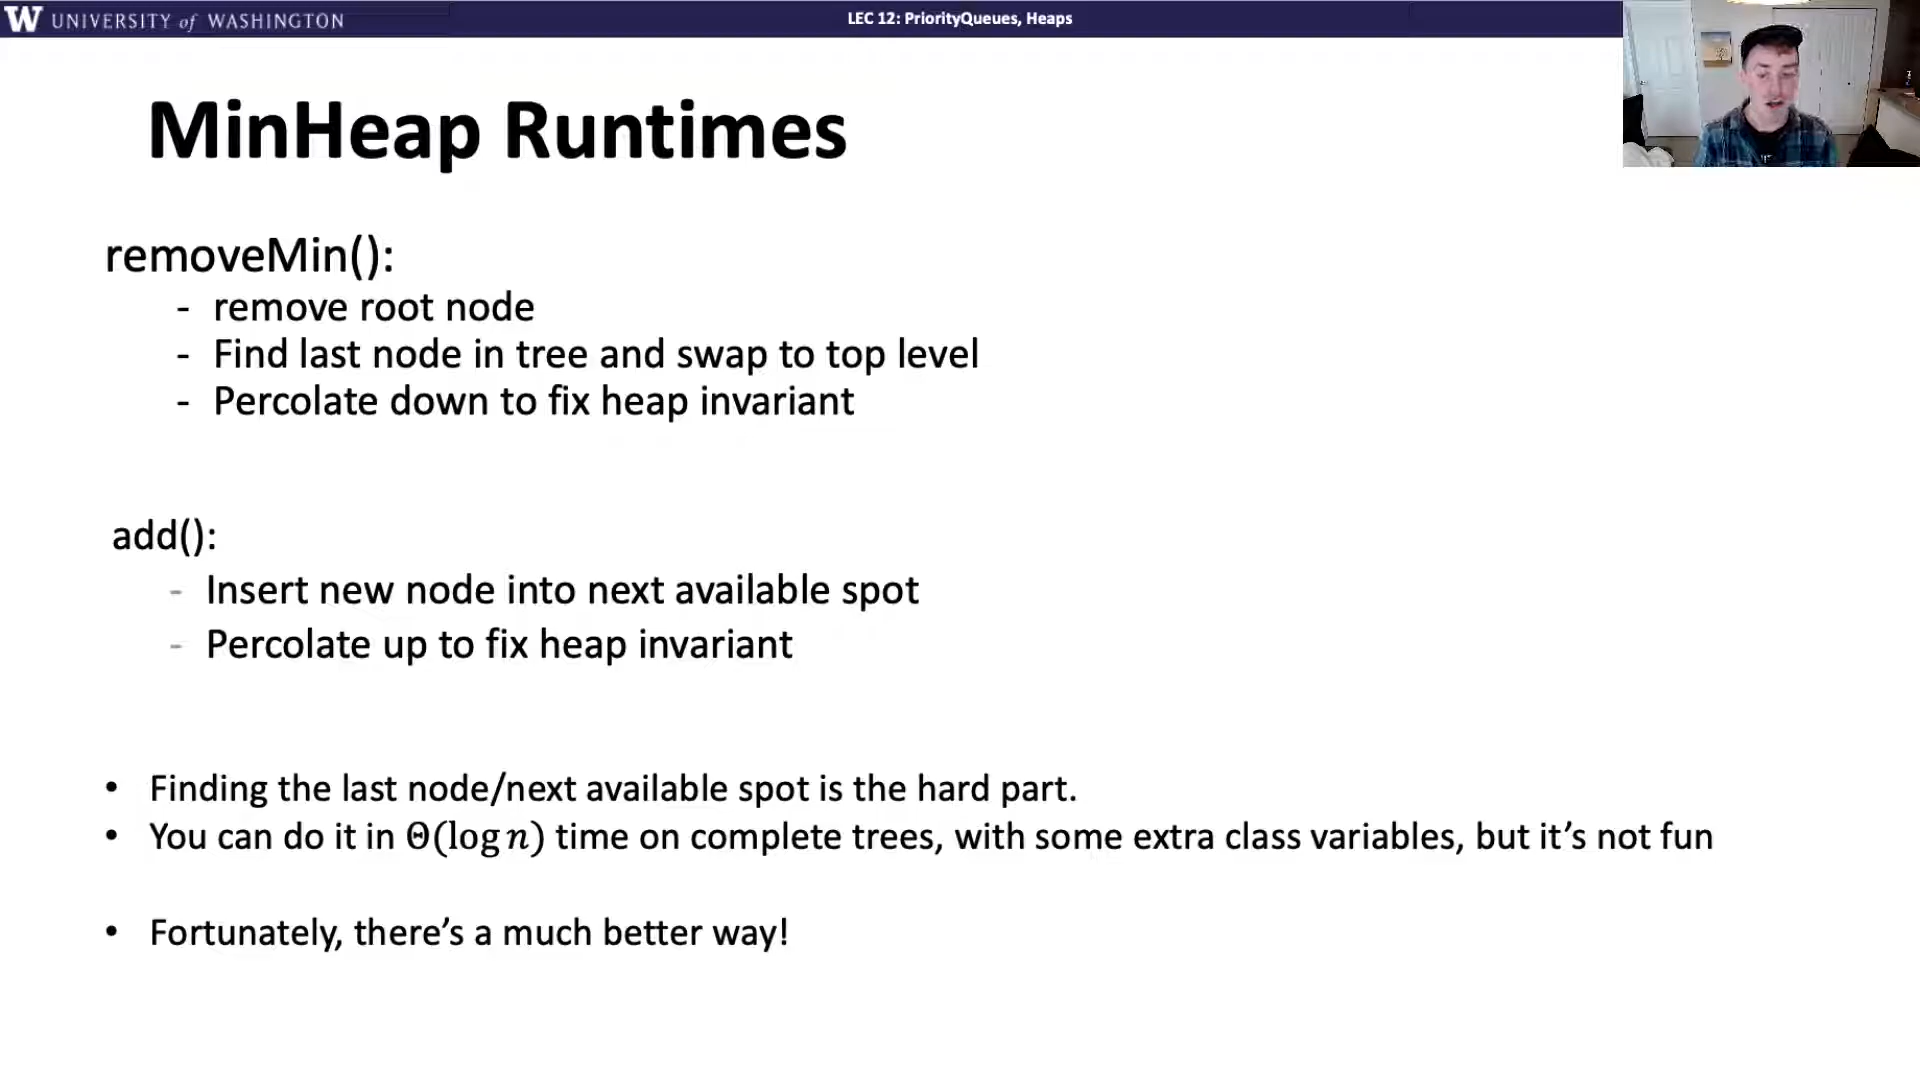 W UNIVERSITY of WASHINGTON
LEC 12: PriorityQueues, Heaps
MinHeap Runtimes
removeMin():
- remove root node
- Find last node in tree and swap to top level
- Percolate down to fix heap invariant
add():
- Insert new node into next available spot
- Percolate up to fix heap invariant
• Finding the last node/next available spot is the hard part.
• You can do it in Θ(log n) time on complete trees, with some extra class variables, but it’s not fun
• Fortunately, there’s a much better way!